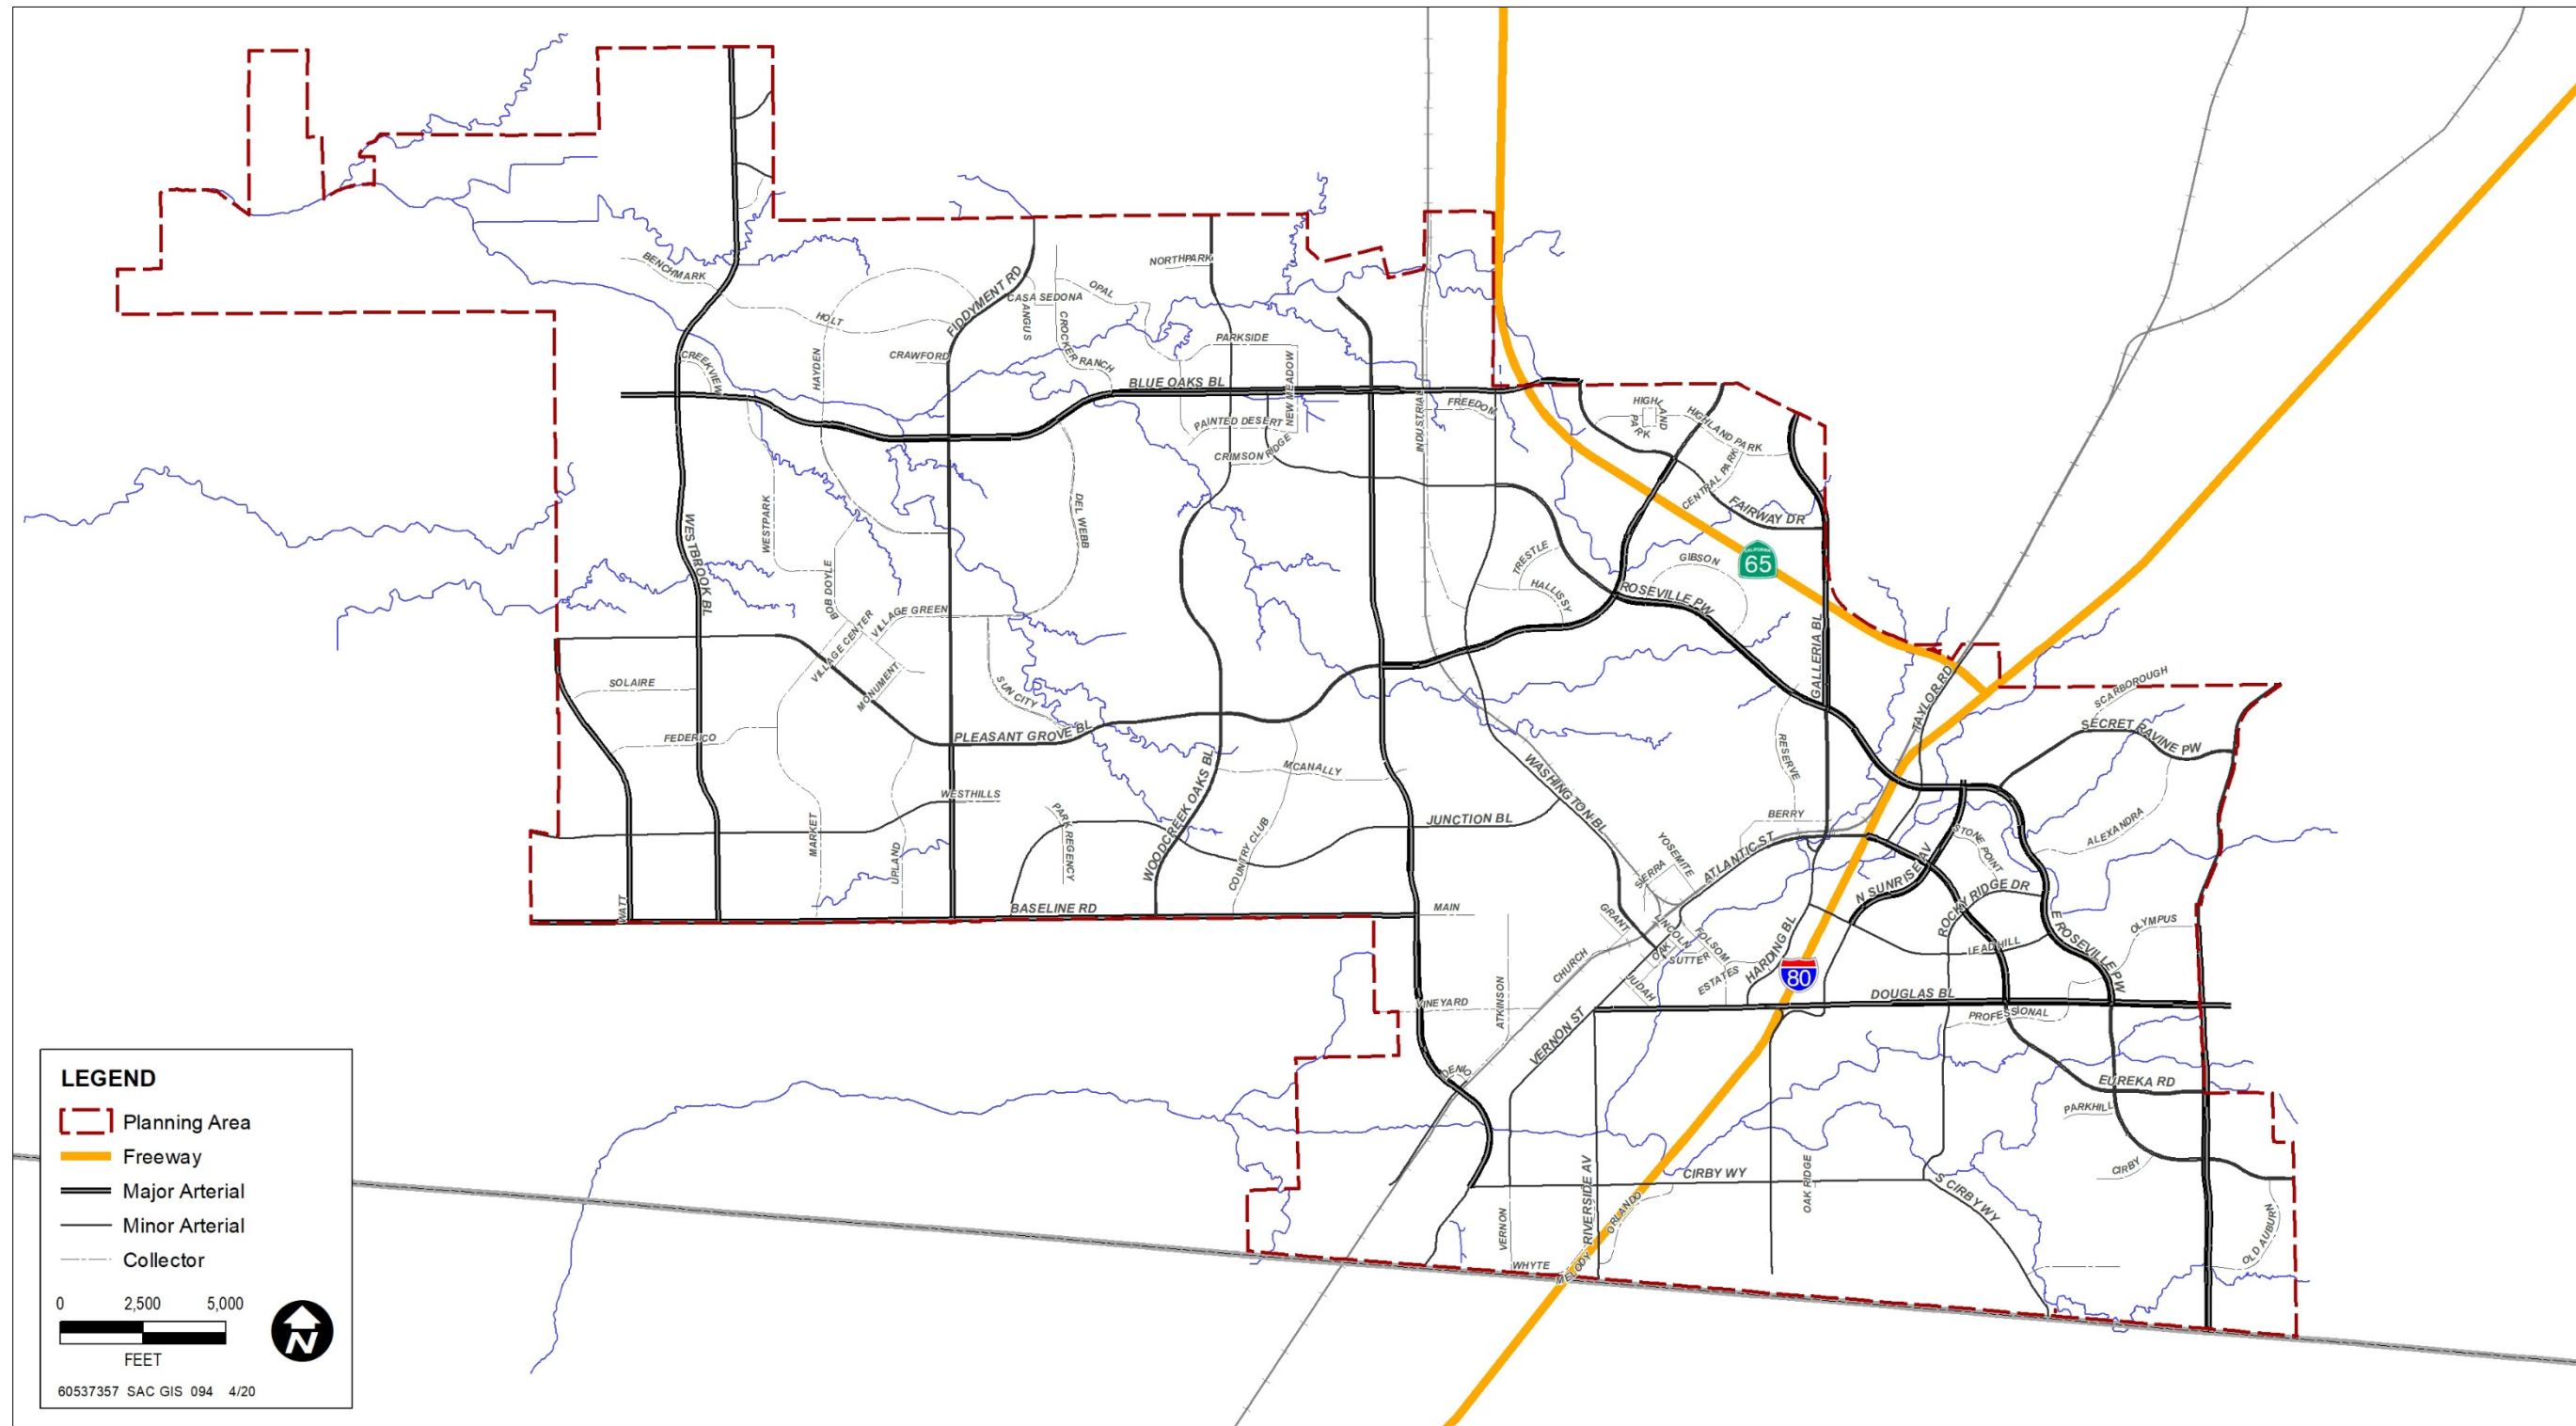 BENCHMARK
HOLT
FIDDYMENT RD
CASA SEDONA
ANGUS
OPAL
NORTHPARK
CROCKER RANCH
CRAWFORD
HAYDEN
CREEKVIEW
PARKSIDE
NEW MEADOW
BLUE OAKS BL
PAINTED DESERT
CRIMSON RIDGE
INDUSTRIAL
FREEDOM
HIGHLAND
PARK
HIGHLAND PARK
CENTRAL PARK
FAIRWAY DR
CALIFORNIA
65
GIBSON
TRESTLE
HALLISSY
ROSEVILLE PW
GALLERIA BL
WESTBROOK BL
WESTPARK
BOB DOYLE
DEL WEBB
VILLAGE GREEN
VILLAGE CENTER
MONUMENT
SUN CITY
SOLAIRE
FEDERICO
PLEASANT GROVE BL
WOODCREEK OAKS BL
MCANALLY
WESTHILLS
PARK REGENCY
COUNTRY CLUB
JUNCTION BL
WASHINGTON BL
RESERVE
BERRY
TAYLOR RD
SCARBOROUGH
SECRET RAVINE PW
ALEXANDRA
STONE POINT
N SUNRISE AV
ROCKY RIDGE DR
E ROSEVILLE PW
OLYMPUS
LEAD HILL
MARKET
UPLAND
WATT
BASELINE RD
MAIN
YOSEMITE
SIERRA
ATLANTIC ST
GRANT
LINCOLN
OAK
FOLSOM
SUTTER
ESTATES
JUDAH
HARDING BL
80
CHURCH
VINEYARD
ATKINSON
VERNON ST
DOUGLAS BL
PROFESSIONAL
EUREKA RD
PARKHILL
DENIO
CIRBY WY
S CIRBY WY
CIRBY
OAK RIDGE
RIVERSIDE AV
ORLANDO
MELODY
VERNON
WHYTE
OLD AUBURN
LEGEND
Planning Area
Freeway
Major Arterial
Minor Arterial
Collector
0 2,500 5,000
FEET
N
60537357 SAC GIS 094 4/20